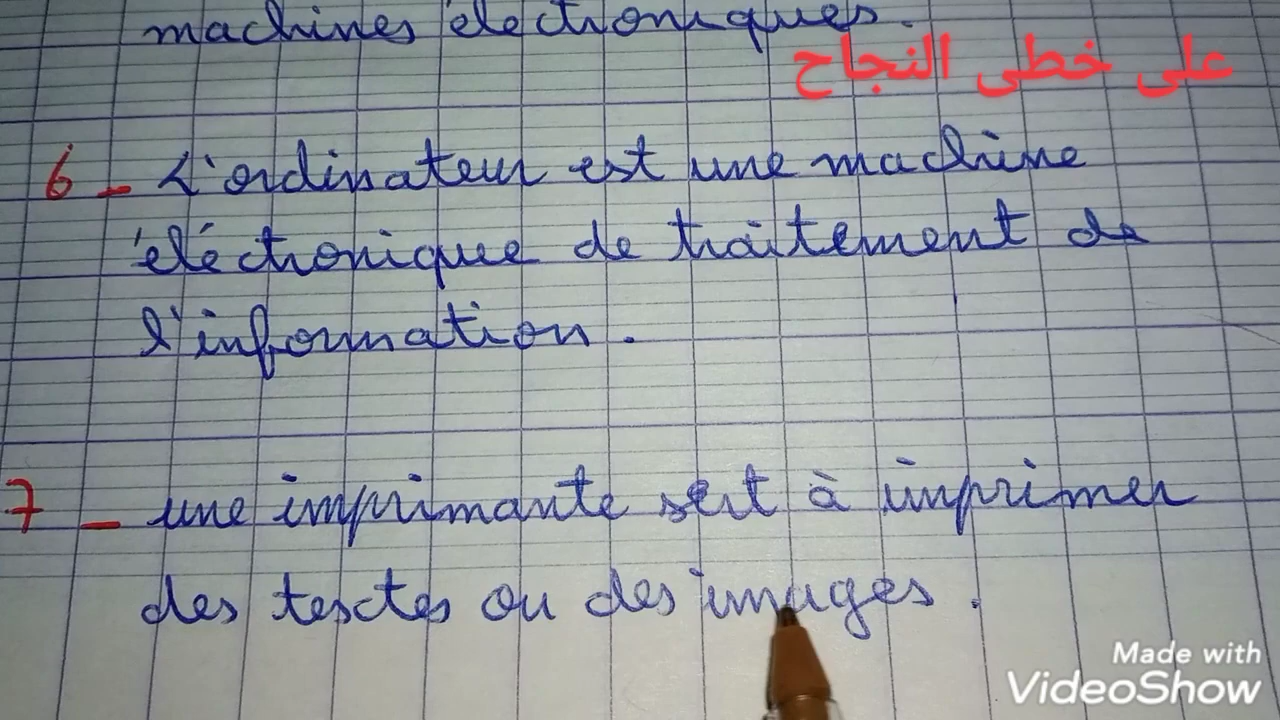 machines électroniques.
على خطى النجاح
6 - L'ordinateur est une machine
éléctronique de traitement de
l'information.
7 - une imprimante sert à imprimer
des textes ou des images.
Made with
VideoShow